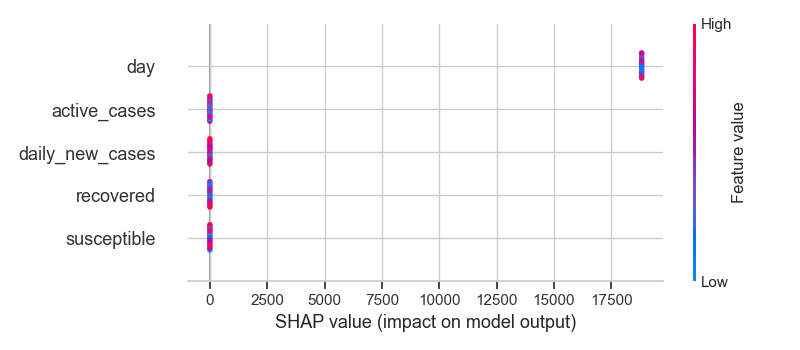 High
day
active_cases
daily_new_cases
recovered
susceptible
Feature value
Low
0 2500 5000 7500 10000 12500 15000 17500
SHAP value (impact on model output)